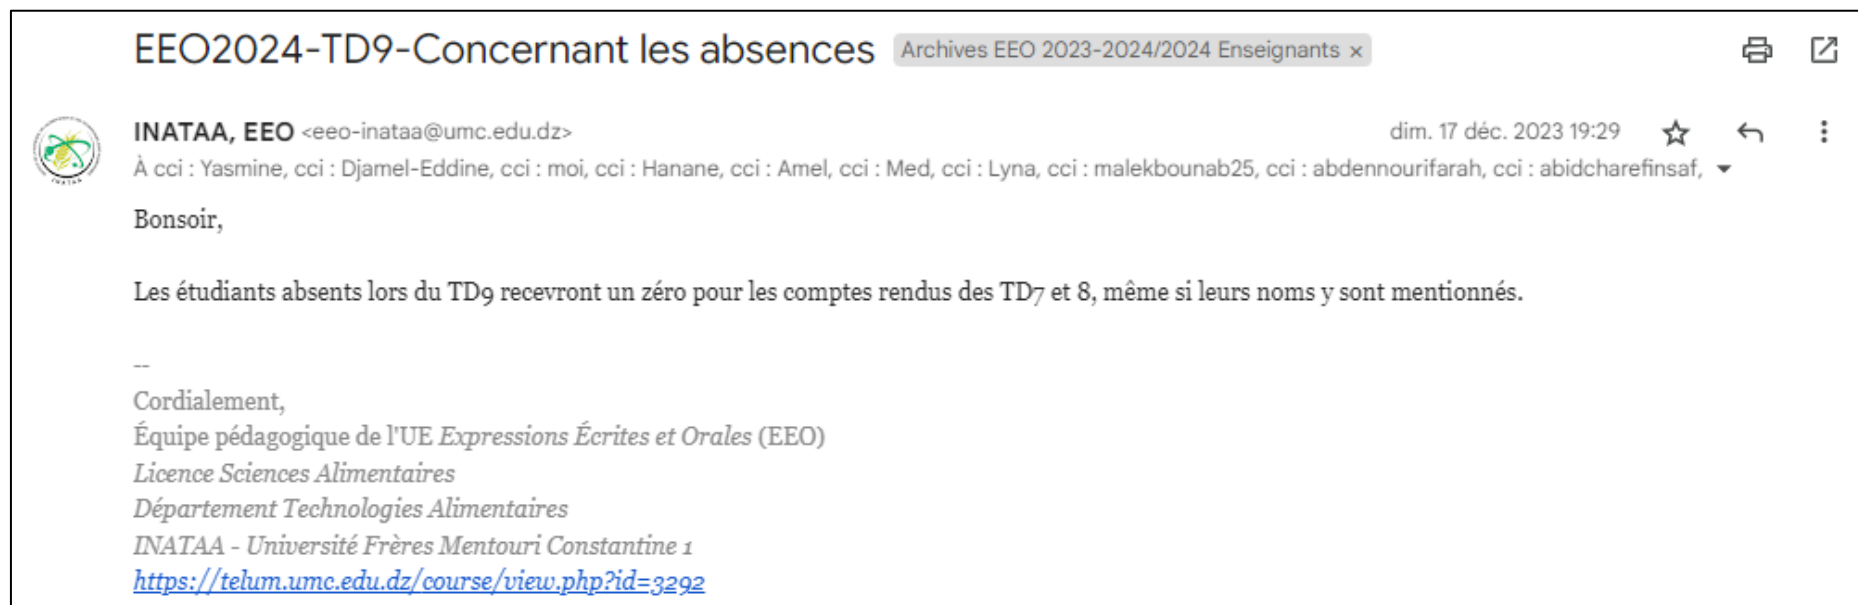 EEO2024-TD9-Concernant les absences Archives EEO 2023-2024/2024 Enseignants ×
INATAA, EEO <eeo-inataa@umc.edu.dz> dim. 17 déc. 2023 19:29
À cci : Yasmine, cci : Djamel-Eddine, cci : moi, cci : Hanane, cci : Amel, cci : Med, cci : Lyna, cci : malekbounab25, cci : abdennourifarah, cci : abidcharefinsaf,
INATAA
Bonsoir,
Les étudiants absents lors du TD9 recevront un zéro pour les comptes rendus des TD7 et 8, même si leurs noms y sont mentionnés.
--
Cordialement,
Équipe pédagogique de l'UE Expressions Écrites et Orales (EEO)
Licence Sciences Alimentaires
Département Technologies Alimentaires
INATAA - Université Frères Mentouri Constantine 1
https://telum.umc.edu.dz/course/view.php?id=3292